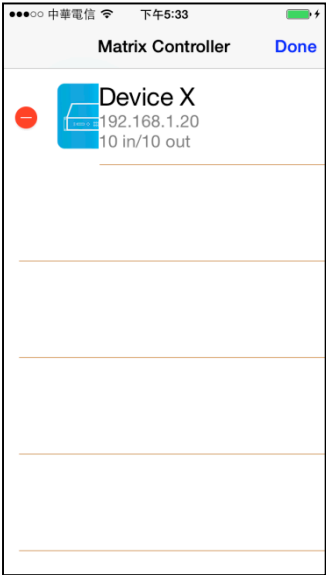 中華電信 下午5:33
Matrix Controller Done
Device X
192.168.1.20
10 in/10 out